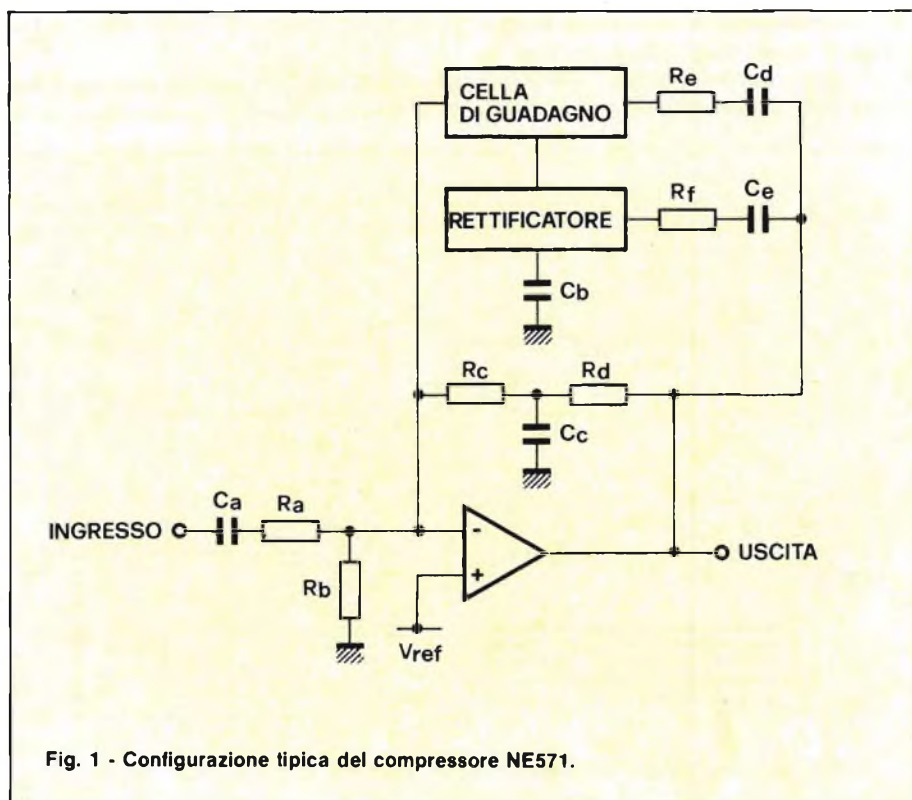 CELLA
DI GUADAGNO
Re
Cd
RETTIFICATORE
Rf
Ce
Cb
Rc
Rd
Cc
INGRESSO
Ca
Ra
Rb
-
+
Vref
USCITA
Fig. 1 - Configurazione tipica del compressore NE571.